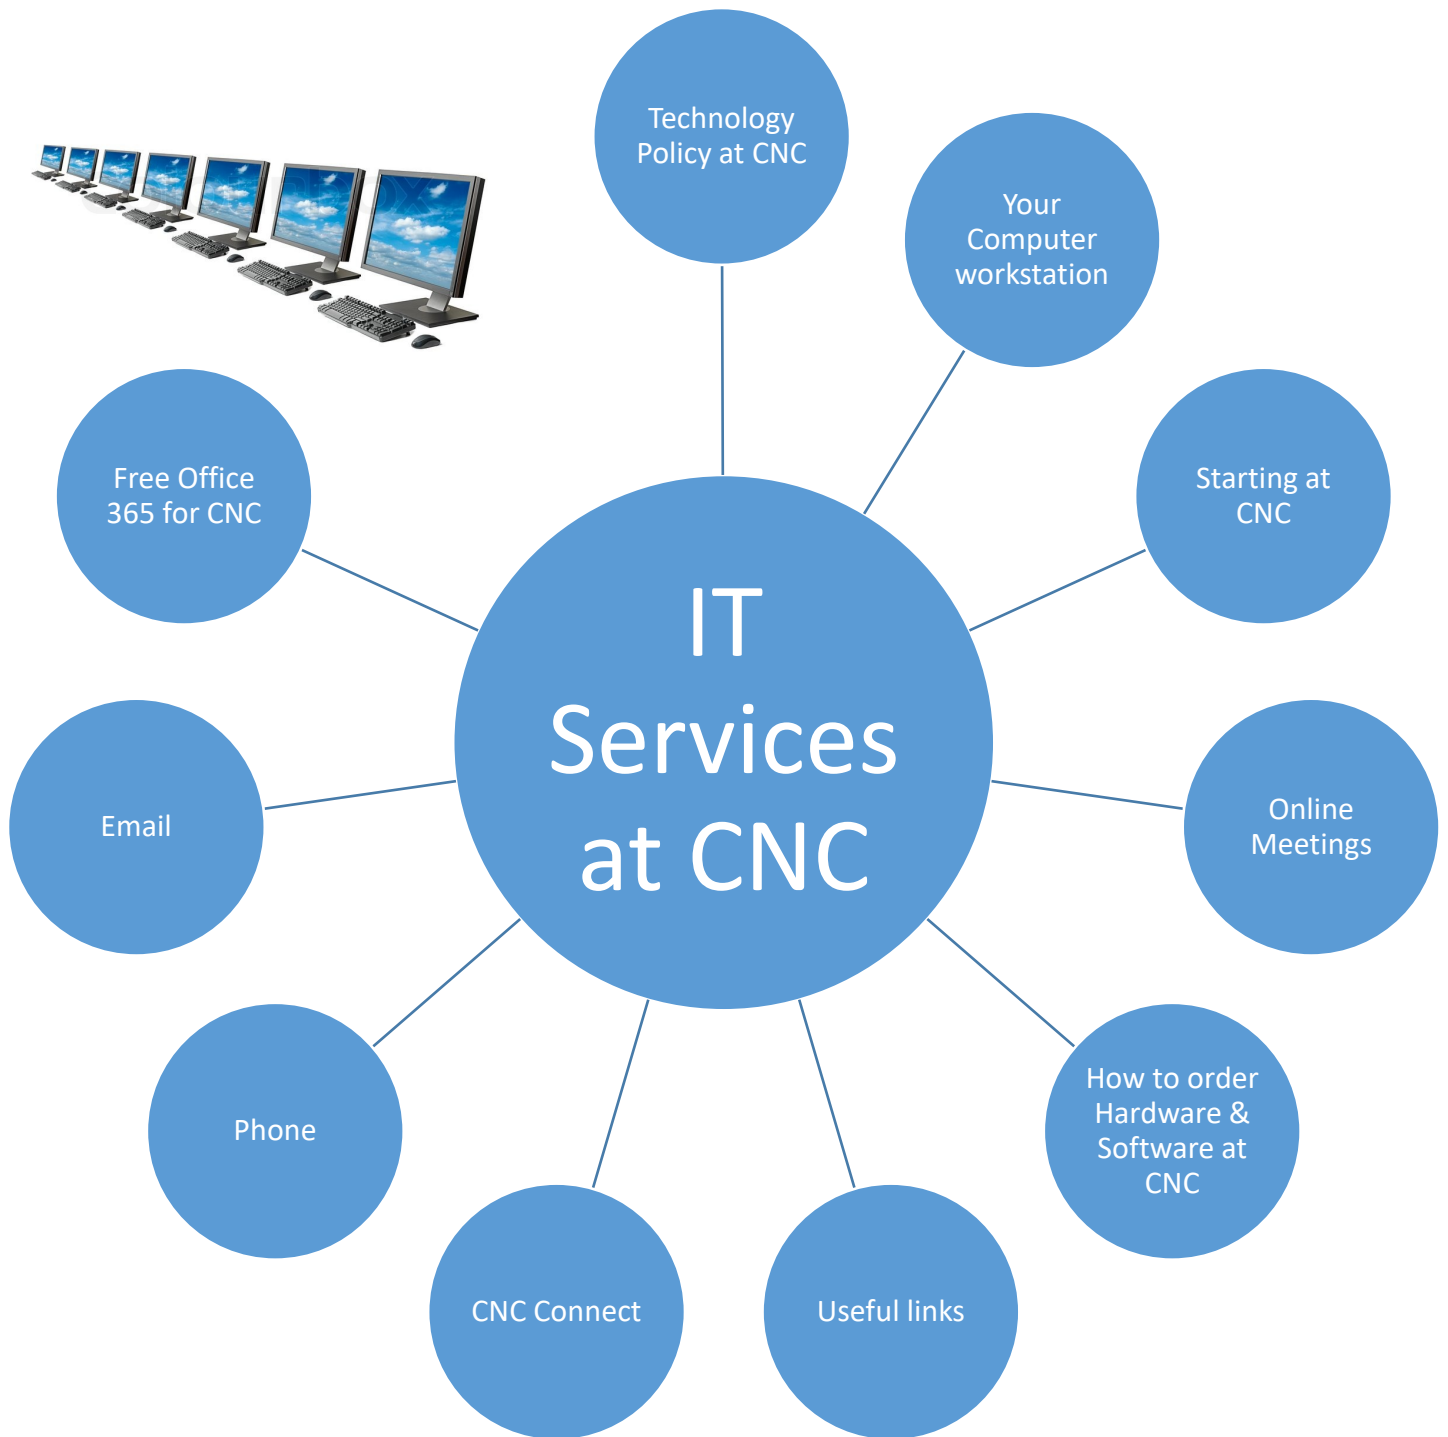 Technology
Policy at CNC
Your
Computer
workstation
Starting at
CNC
Online
Meetings
How to order
Hardware &
Software at
CNC
Useful links
CNC Connect
Phone
Email
Free Office
365 for CNC
IT
Services
at CNC